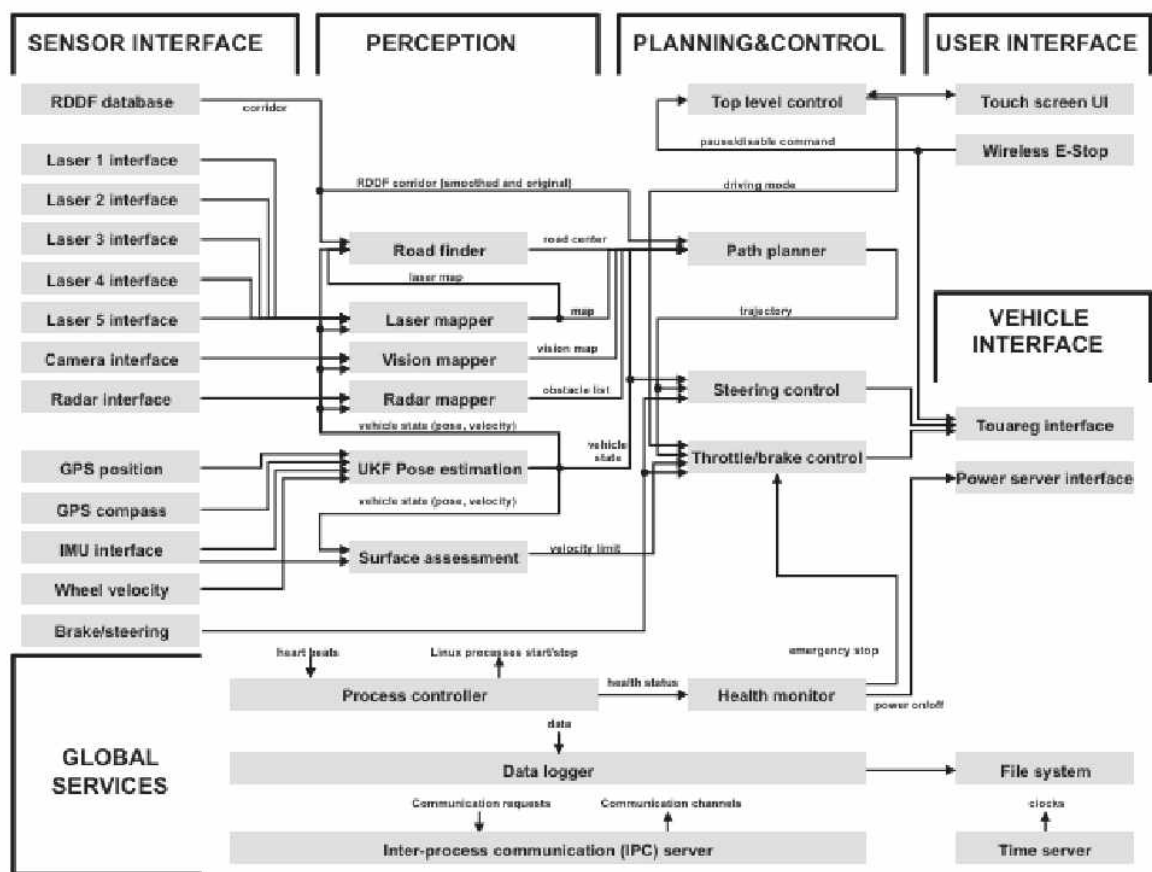 SENSOR INTERFACE
PERCEPTION
PLANNING&CONTROL
USER INTERFACE
RDDF database
corridor
Top level control
Touch screen UI
pause/disable command
Wireless E-Stop
Laser 1 interface
RDDF corridor (smoothed and original)
driving mode
Laser 2 interface
Laser 3 interface
Road finder
road center
Path planner
laser map
Laser 4 interface
Laser 5 interface
Laser mapper
map
trajectory
VEHICLE
INTERFACE
Camera interface
Vision mapper
vision map
Radar interface
Radar mapper
obstacle list
Steering control
vehicle state (pose, velocity)
vehicle
state
Touareg interface
GPS position
UKF Pose estimation
Throttle/brake control
Power server interface
vehicle state (pose, velocity)
GPS compass
IMU interface
Surface assessment
velocity limit
Wheel velocity
Brake/steering
heart beats
Linux processes start/stop
emergency stop
Process controller
health status
Health monitor
power on/off
data
GLOBAL
SERVICES
Data logger
File system
Communication requests
Communication channels
clocks
Inter-process communication (IPC) server
Time server